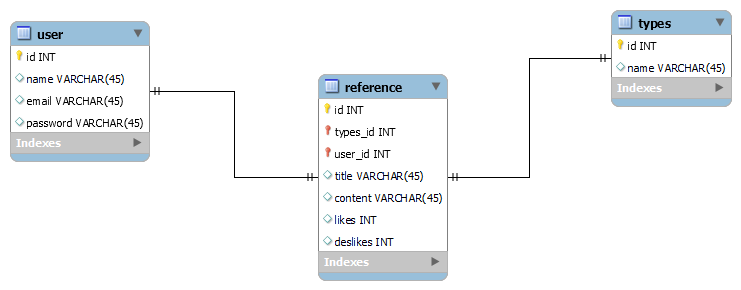 user
id INT
name VARCHAR(45)
email VARCHAR(45)
password VARCHAR(45)
Indexes
reference
id INT
types_id INT
user_id INT
title VARCHAR(45)
content VARCHAR(45)
likes INT
deslikes INT
Indexes
types
id INT
name VARCHAR(45)
Indexes